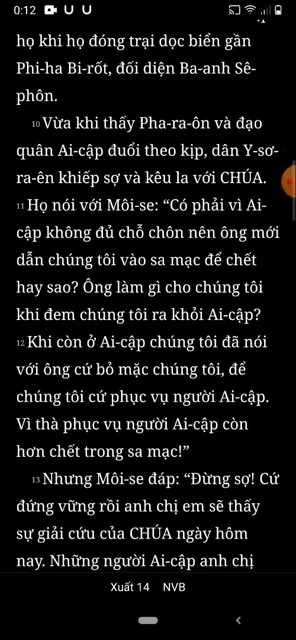 0:12
họ khi họ đóng trại dọc biển gần
Phi-ha Bi-rốt, đối diện Ba-anh Sê-
phôn.
10 Vừa khi thấy Pha-ra-ôn và đạo
quân Ai-cập đuổi theo kịp, dân Y-sơ-
ra-ên khiếp sợ và kêu la với CHÚA.
11 Họ nói với Môi-se: “Có phải vì Ai-
cập không đủ chỗ chôn nên ông mới
dẫn chúng tôi vào sa mạc để chết
hay sao? Ông làm gì cho chúng tôi
khi đem chúng tôi ra khỏi Ai-cập?
12 Khi còn ở Ai-cập chúng tôi đã nói
với ông cứ bỏ mặc chúng tôi, để
chúng tôi cứ phục vụ người Ai-cập.
Vì thà phục vụ người Ai-cập còn
hơn chết trong sa mạc!”
13 Nhưng Môi-se đáp: “Đừng sợ! Cứ
đứng vững rồi anh chị em sẽ thấy
sự giải cứu của CHÚA ngày hôm
nay. Những người Ai-cập anh chị
Xuất 14 NVB